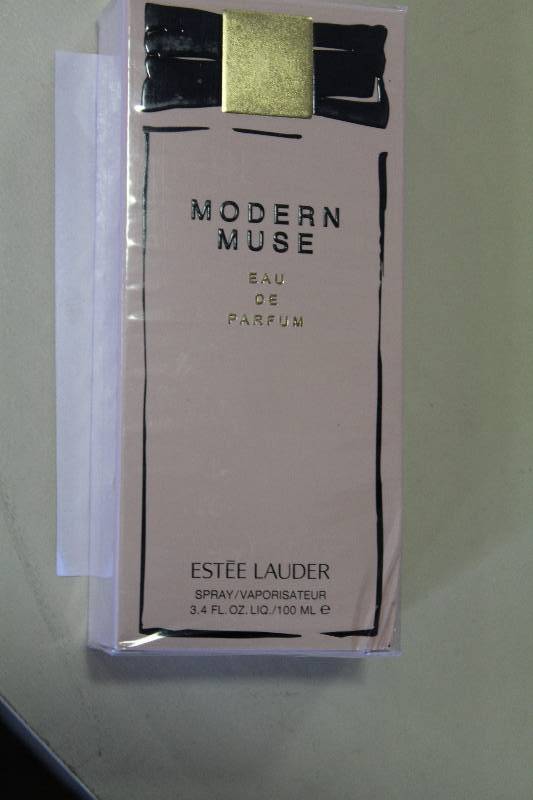 MODERN
MUSE
EAU
DE
PARFUM
ESTĒE LAUDER
SPRAY/VAPORISATEUR
3.4 FL. OZ. LIQ./100 ML ℮